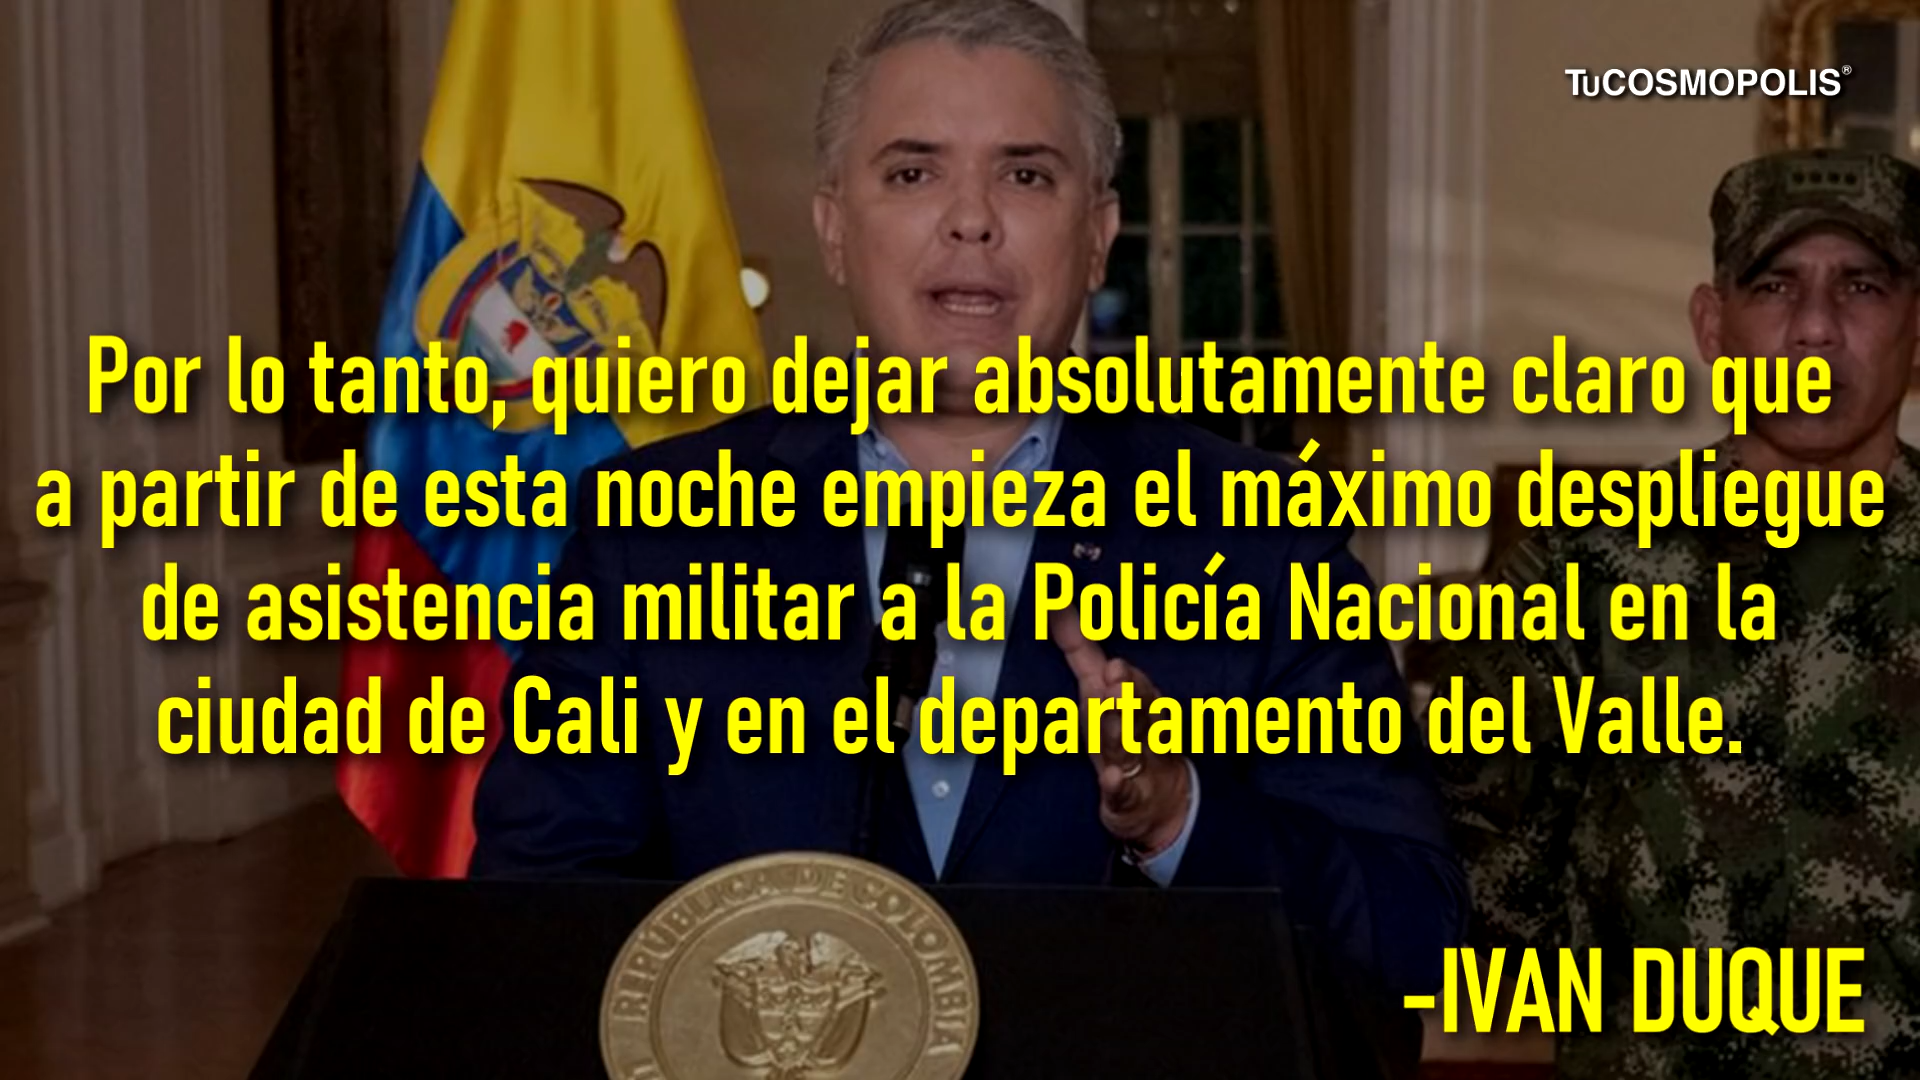 TuCOSMOPOLIS®
Por lo tanto, quiero dejar absolutamente claro que
a partir de esta noche empieza el máximo despliegue
de asistencia militar a la Policía Nacional en la
ciudad de Cali y en el departamento del Valle.
-IVAN DUQUE
REPÚBLICA DE COLOMBIA